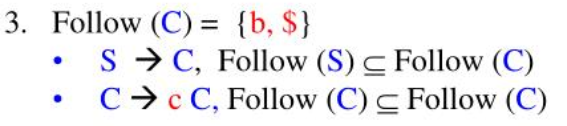 3. Follow (C) = {b, $}
• S → C, Follow (S) ⊆ Follow (C)
• C → c C, Follow (C) ⊆ Follow (C)